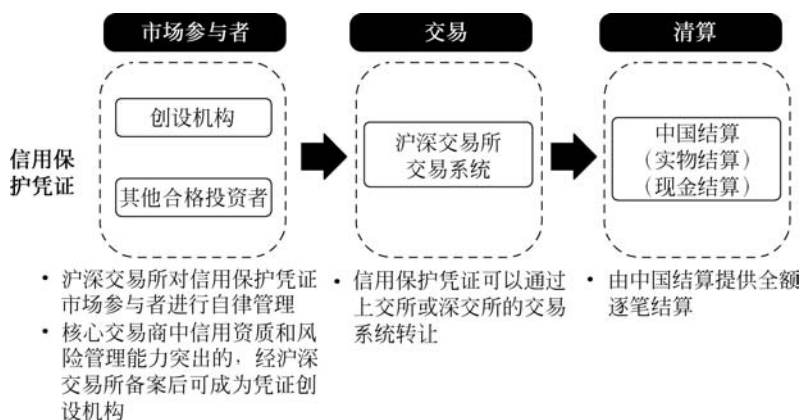 市场参与者
交易
清算
信用保
护凭证
创设机构
其他合格投资者
沪深交易所
交易系统
中国结算
（实物结算）
（现金结算）
• 沪深交易所对信用保护凭证
市场参与者进行自律管理
• 核心交易商中信用资质和风
险管理能力突出的，经沪深
交易所备案后可成为凭证创
设机构
• 信用保护凭证可以通过
上交所或深交所的交易
系统转让
• 由中国结算提供全额
逐笔结算